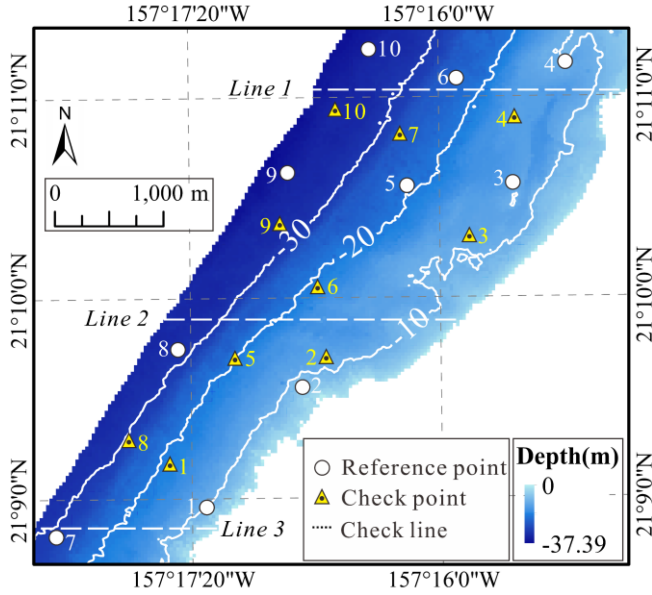 157°17'20"W 157°16'0"W
10
4
6
Line 1
21°11'0"N 21°11'0"N
N
10
4
7
0 1,000 m
9
5
3
9
-30
-20
3
6
21°10'0"N 21°10'0"N
Line 2
-10
8
5
2
2
8
1
Reference point
Check point
Check line
Depth(m)
0
-37.39
21°9'0"N 21°9'0"N
1
Line 3
7
157°17'20"W 157°16'0"W